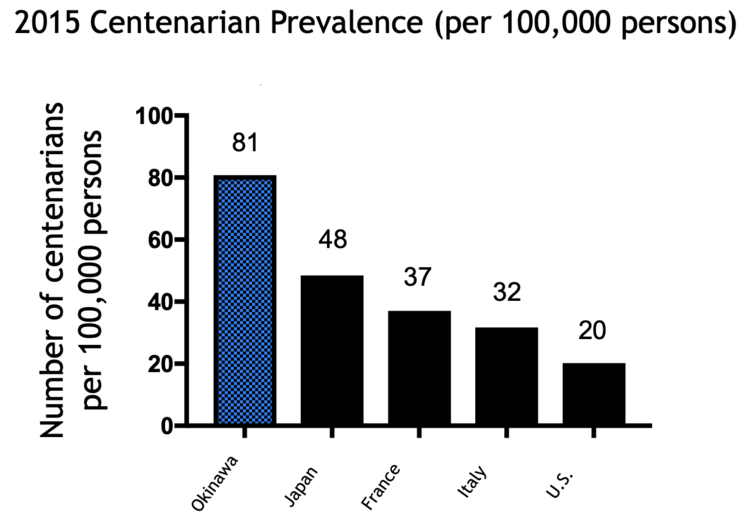 2015 Centenarian Prevalence (per 100,000 persons)
Number of centenarians
per 100,000 persons
100
80
60
40
20
0
81
48
37
32
20
Okinawa
Japan
France
Italy
U.S.